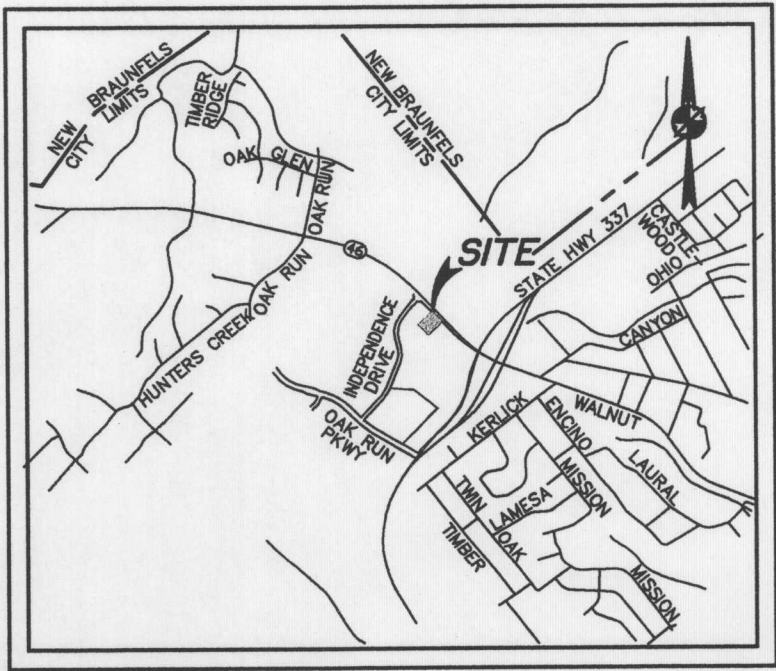 NEW BRAUNFELS
CITY LIMITS
TIMBER
RIDGE
OAK GLEN
OAK RUN
NEW BRAUNFELS
CITY LIMITS
46
SITE
STATE HWY 337
CASTLE
WOOD
OHIO
OAK RUN
HUNTERS CREEK
INDEPENDENCE
DRIVE
CANYON
OAK RUN
PKWY
KERLICK
WALNUT
ENCINO
LAURAL
MISSION
TWIN OAK
LAMESA
TIMBER
MISSION